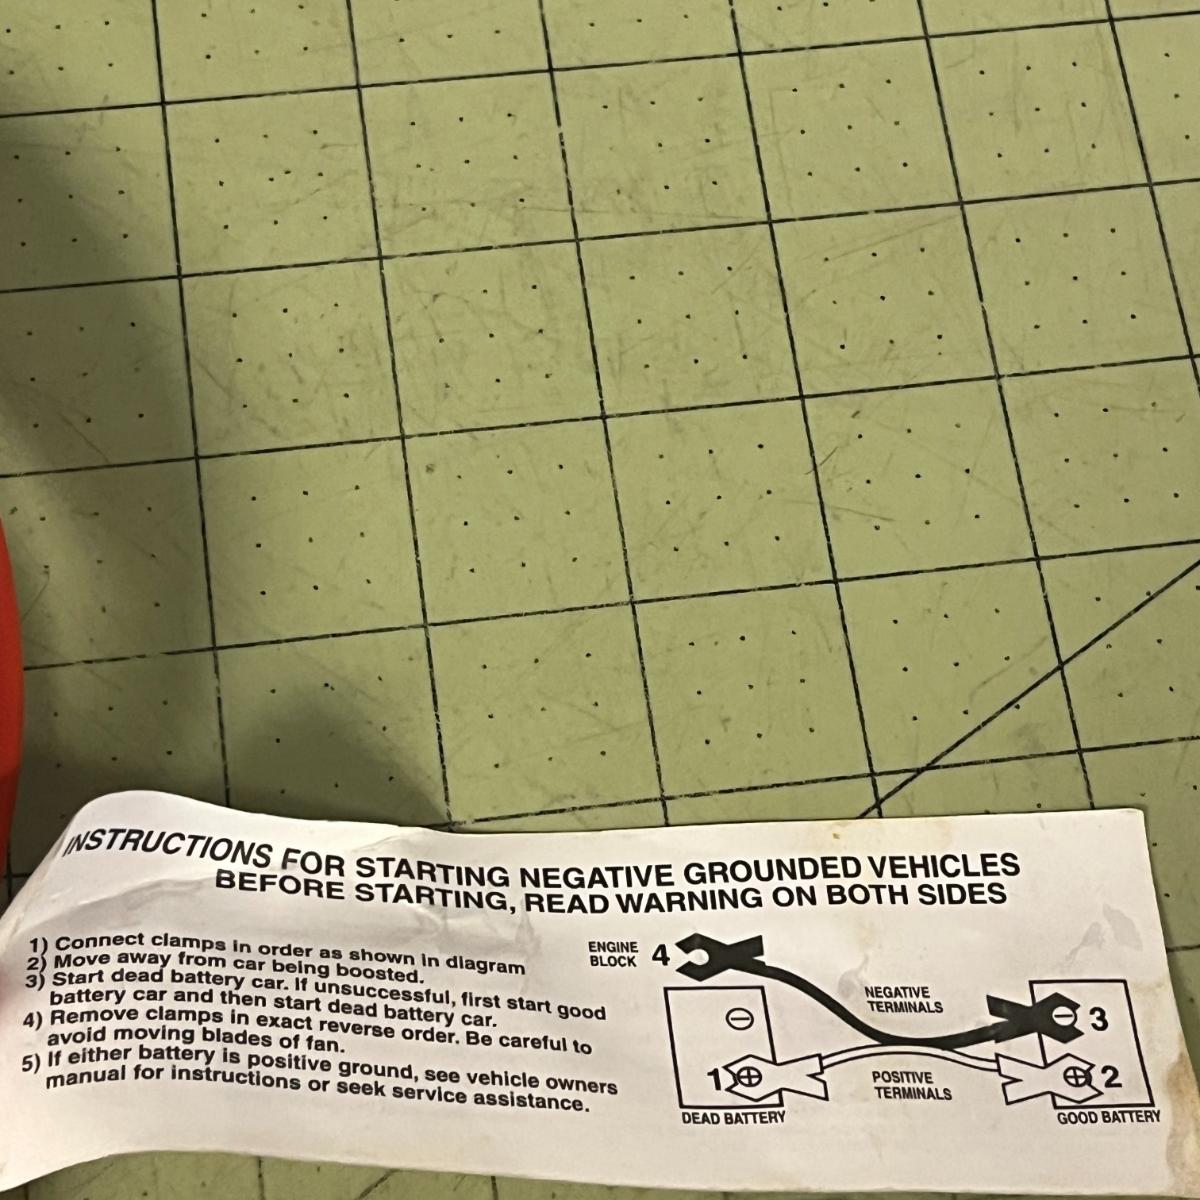 INSTRUCTIONS FOR STARTING NEGATIVE GROUNDED VEHICLES
BEFORE STARTING, READ WARNING ON BOTH SIDES
1) Connect clamps in order as shown in diagram
2) Move away from car being boosted.
3) Start dead battery car. If unsuccessful, first start good
battery car and then start dead battery car.
4) Remove clamps in exact reverse order. Be careful to
avoid moving blades of fan.
5) If either battery is positive ground, see vehicle owners
manual for instructions or seek service assistance.
ENGINE
BLOCK
4
NEGATIVE
TERMINALS
3
1
POSITIVE
TERMINALS
2
DEAD BATTERY
GOOD BATTERY